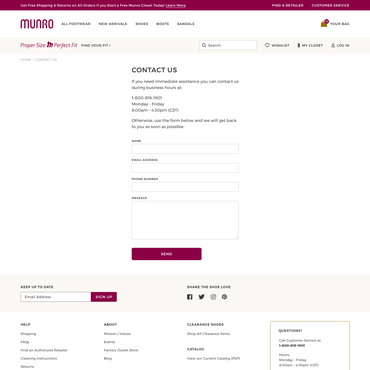 Get Free Shipping & Returns on All Orders if you Start a Free Munro Closet Today! Learn More
FIND A RETAILER
CUSTOMER SERVICE
MUNRO
ALL FOOTWEAR
NEW ARRIVALS
SHOES
BOOTS
SANDALS
YOUR BAG
Proper Size to Perfect Fit
FIND YOUR FIT >
Search
WISHLIST
MY CLOSET
LOG IN
HOME
CONTACT US
CONTACT US
If you need immediate assistance you can contact us
during business hours at:
1-800-819-1901
Monday - Friday
8:00am - 4:30pm (CST)
Otherwise, use the form below and we will get back
to you as soon as possible.
NAME
EMAIL ADDRESS
PHONE NUMBER
MESSAGE
SEND
KEEP UP TO DATE
Email Address
SIGN UP
SHARE THE SHOE LOVE
HELP
Shipping
FAQs
Find an Authorized Retailer
Cleaning Instructions
Returns
ABOUT
Mission / Values
Events
Factory Outlet Store
Blog
CLEARANCE SHOES
Shop All Clearance Items
CATALOG
View our Current Catalog (PDF)
QUESTIONS?
Call Customer Service at:
1-800-819-1901
Hours:
Monday - Friday
8:00am - 4:30pm (CST)